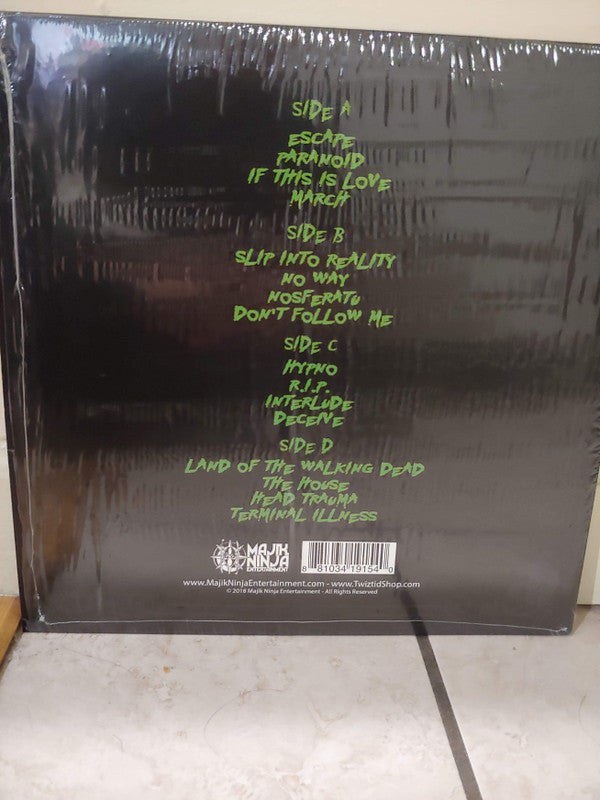 SIDE A
ESCAPE
PARANOID
IF THIS IS LOVE
MARCH
SIDE B
SLIP INTO REALITY
NO WAY
NOSFERATU
DON'T FOLLOW ME
SIDE C
HYPNO
R.I.P.
INTERLUDE
DECEIVE
SIDE D
LAND OF THE WALKING DEAD
THE HOUSE
HEAD TRAUMA
TERMINAL ILLNESS
MAJIK
NINJA
ENTERTAINMENT
8 81034 19154 0
www.MajikNinjaEntertainment.com - www.TwiztidShop.com
© 2018 Majik Ninja Entertainment - All Rights Reserved